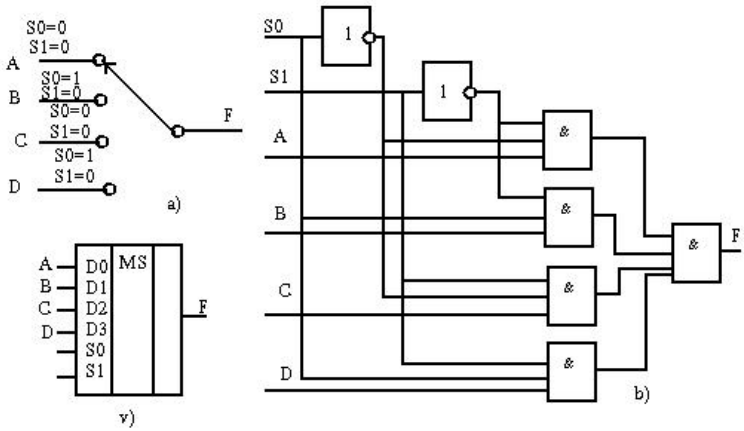 S0=0
S1=0
A
S0=1
B
S1=0
S0=0
C
S1=0
S0=1
D
S1=0
F
a)
S0
1
S1
1
A
&
B
&
&
F
C
&
D
&
b)
A
D0
MS
B
D1
C
D2
F
D
D3
S0
S1
v)